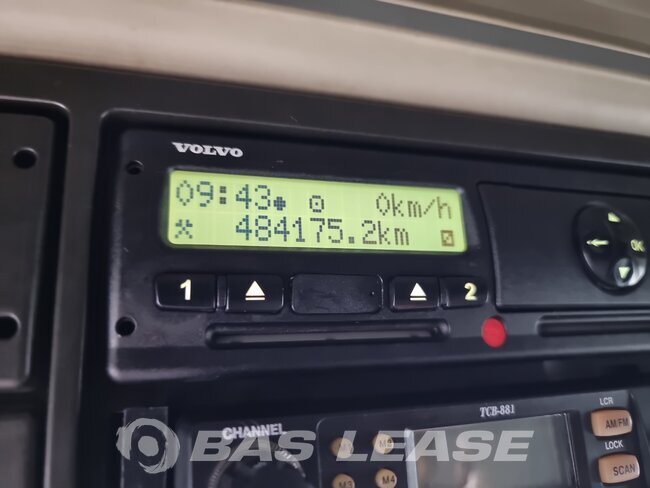 VOLVO
09:43 0km/h
484175.2km
1 2
OK
TCB-881
LCR
AM/FM
LOCK
SCAN
CHANNEL
M3
M4
BAS LEASE